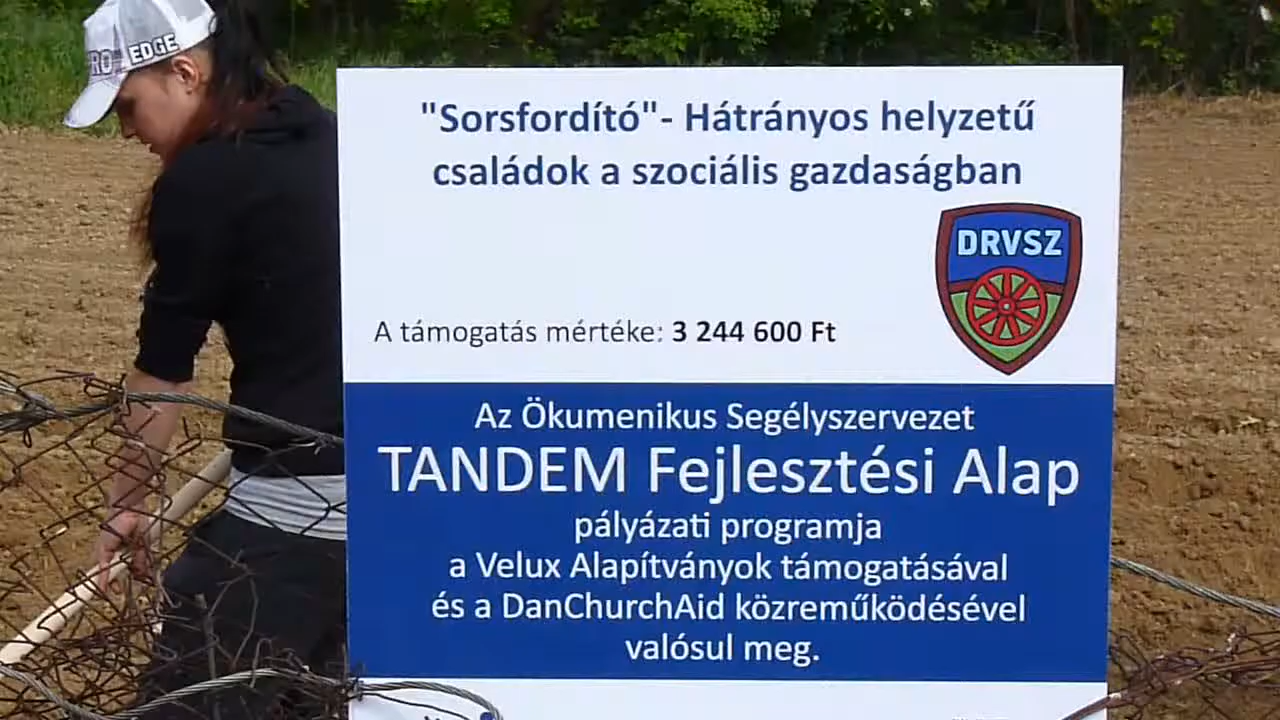 RO EDGE
"Sorsfordító"- Hátrányos helyzetű
családok a szociális gazdaságban
DRVSZ
A támogatás mértéke: 3 244 600 Ft
Az Ökumenikus Segélyszervezet
TANDEM Fejlesztési Alap
pályázati programja
a Velux Alapítványok támogatásával
és a DanChurchAid közreműködésével
valósul meg.